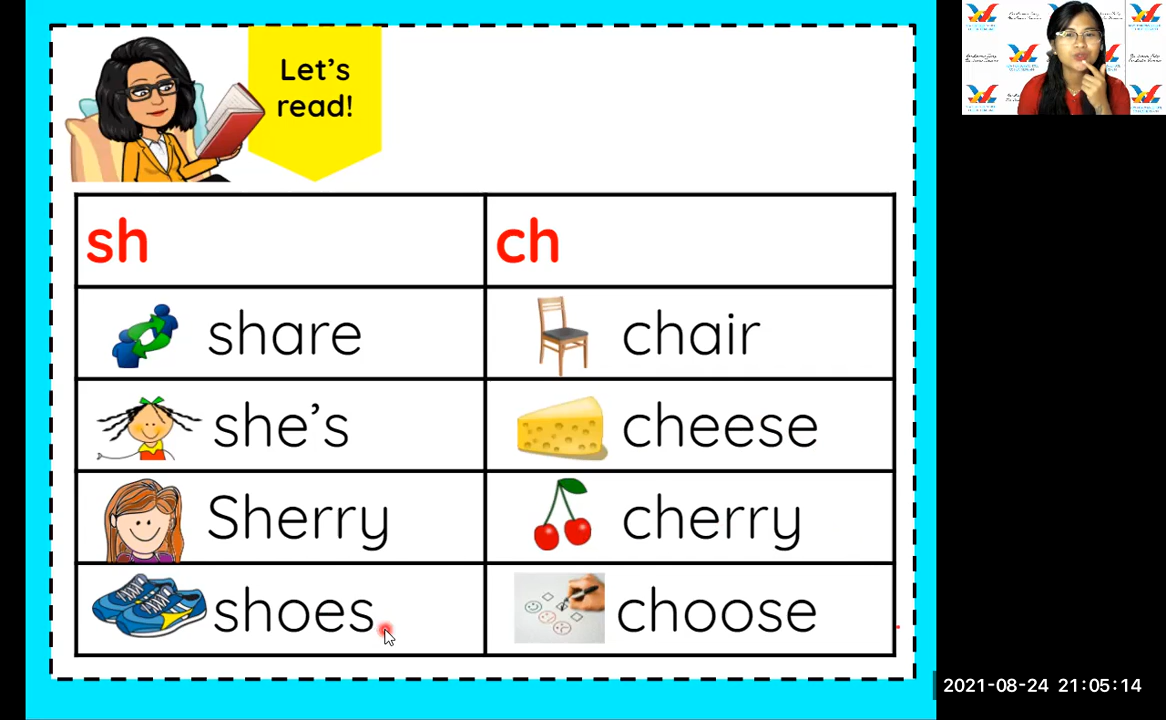 Let's
read!
sh
ch
share
chair
she's
cheese
Sherry
cherry
shoes
choose
2021-08-24 21:05:14